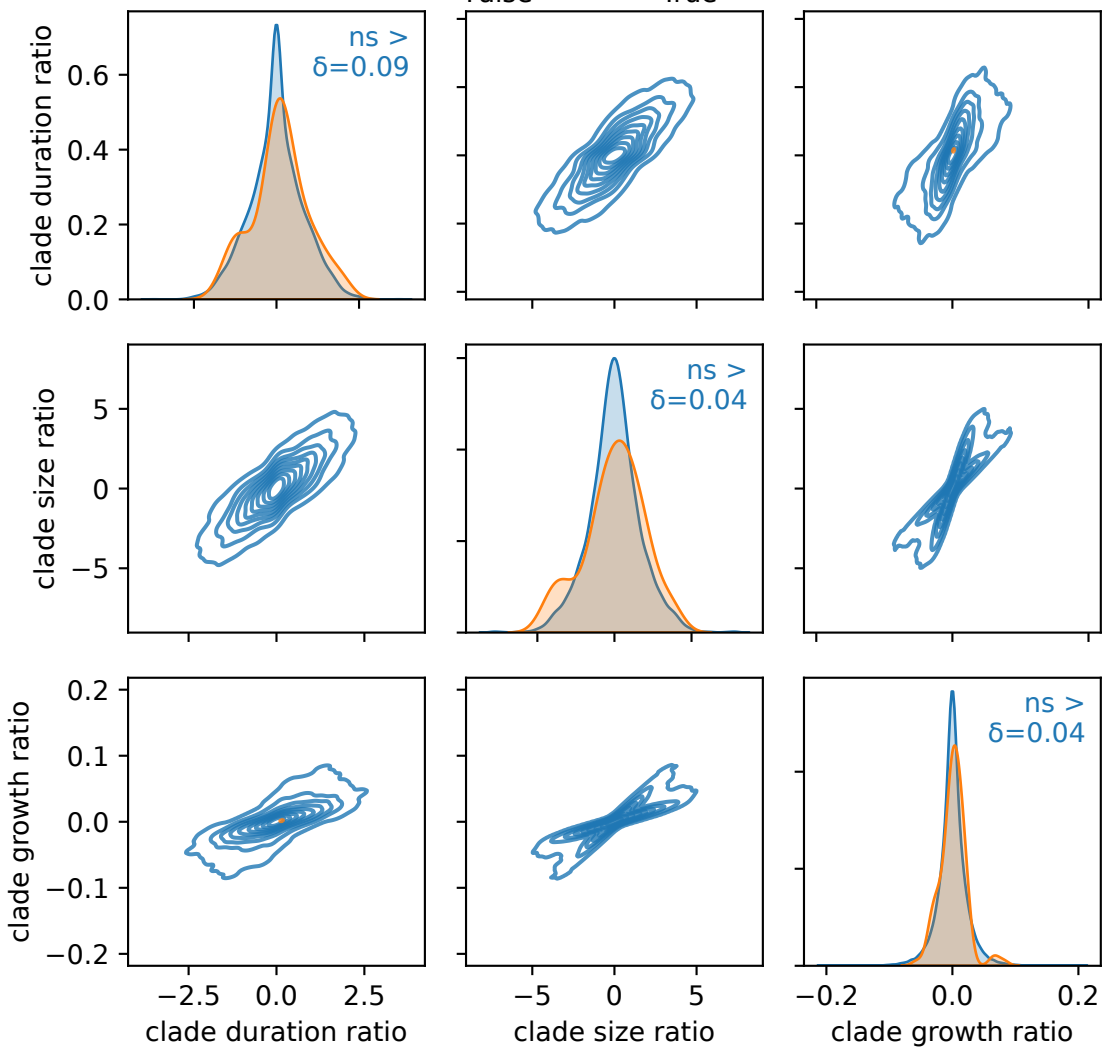 True
clade duration ratio
0.6
0.4
0.2
0.0
ns >
δ=0.09
clade size ratio
5
0
−5
ns >
δ=0.04
clade growth ratio
0.2
0.1
0.0
−0.1
−0.2
ns >
δ=0.04
−2.5 0.0 2.5
−5 0 5
−0.2 0.0 0.2
clade duration ratio
clade size ratio
clade growth ratio